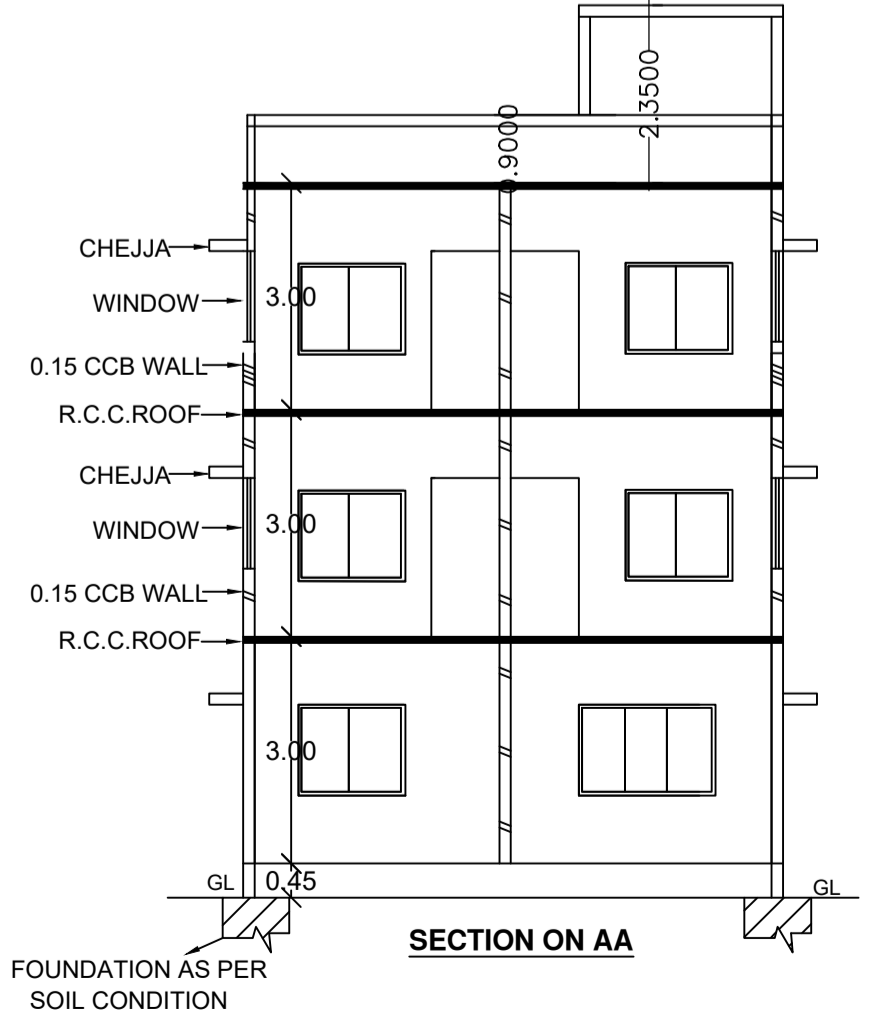 2.3500
0.9000
CHEJJA
WINDOW
3.00
0.15 CCB WALL
R.C.C.ROOF
CHEJJA
WINDOW
3.00
0.15 CCB WALL
R.C.C.ROOF
3.00
GL
0.45
GL
SECTION ON AA
FOUNDATION AS PER
SOIL CONDITION